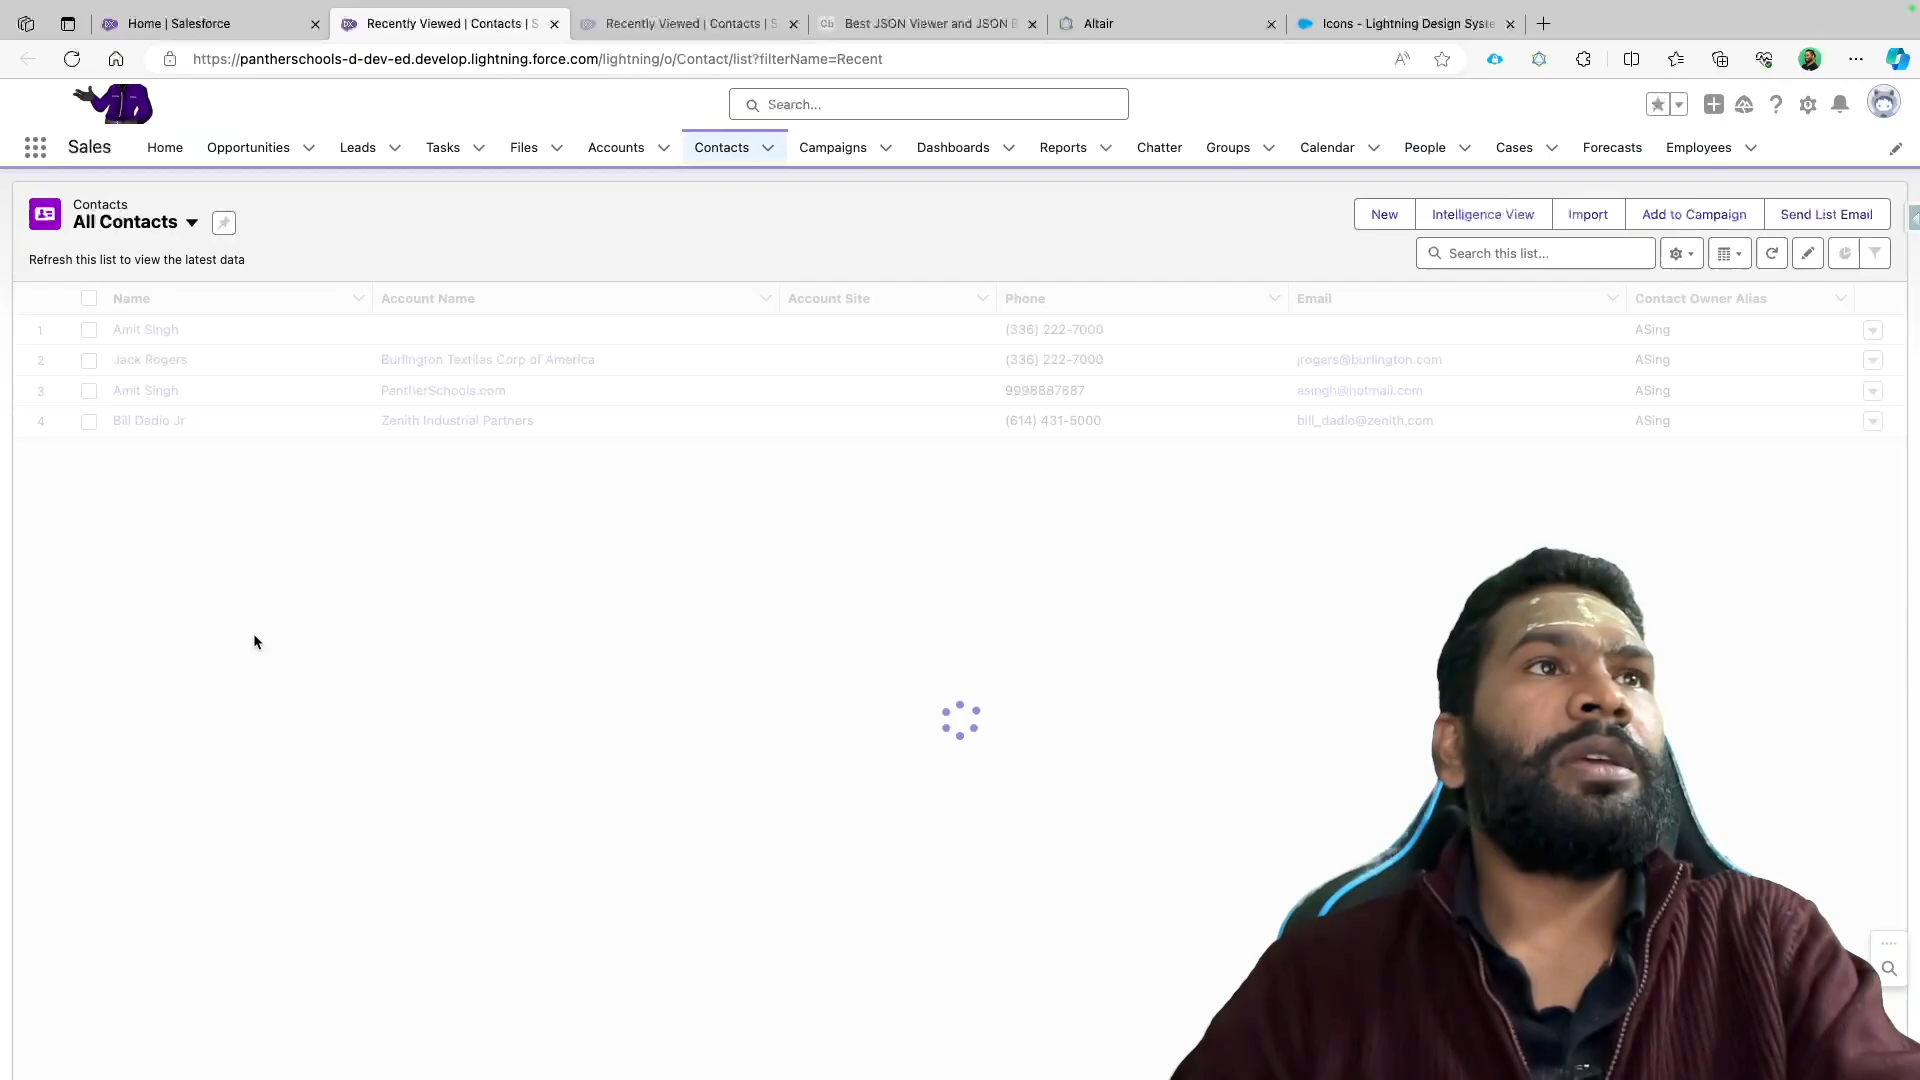 Home | Salesforce
Recently Viewed | Contacts | S
Recently Viewed | Contacts | S
Cb
Best JSON Viewer and JSON B
Altair
Icons - Lightning Design Syste
https://pantherschools-d-dev-ed.develop.lightning.force.com/lightning/o/Contact/list?filterName=Recent
Search...
Sales
Home
Opportunities
Leads
Tasks
Files
Accounts
Contacts
Campaigns
Dashboards
Reports
Chatter
Groups
Calendar
People
Cases
Forecasts
Employees
Contacts
All Contacts
New
Intelligence View
Import
Add to Campaign
Send List Email
Refresh this list to view the latest data
Search this list...
Name
Account Name
Account Site
Phone
Email
Contact Owner Alias
1 Amit Singh (336) 222-7000 ASing
2 Jack Rogers Burlington Textiles Corp of America (336) 222-7000 jrogers@burlington.com ASing
3 Amit Singh PantherSchools.com 9998887887 asingh@hotmail.com ASing
4 Bill Dadio Jr Zenith Industrial Partners (614) 431-5000 bill_dadio@zenith.com ASing